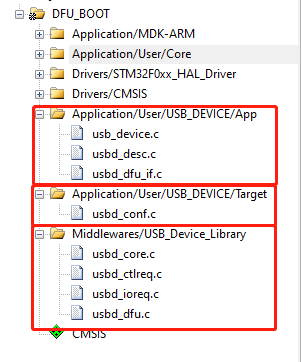 DFU_BOOT
Application/MDK-ARM
Application/User/Core
Drivers/STM32F0xx_HAL_Driver
Drivers/CMSIS
Application/User/USB_DEVICE/App
usb_device.c
usbd_desc.c
usbd_dfu_if.c
Application/User/USB_DEVICE/Target
usbd_conf.c
Middlewares/USB_Device_Library
usbd_core.c
usbd_ctlreq.c
usbd_ioreq.c
usbd_dfu.c
CMSIS